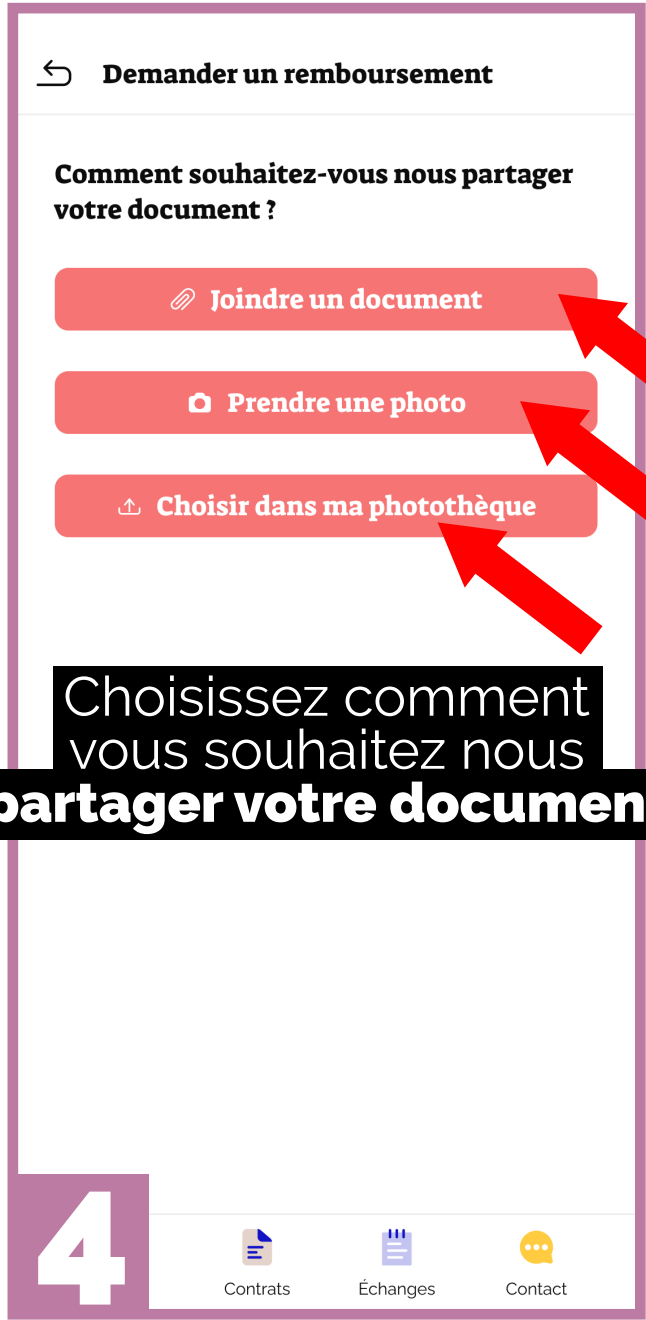 Demander un remboursement
Comment souhaitez-vous nous partager
votre document ?
Joindre un document
Prendre une photo
Choisir dans ma photothèque
Choisissez comment
vous souhaitez nous
partager votre documen
4
Contrats
Échanges
Contact